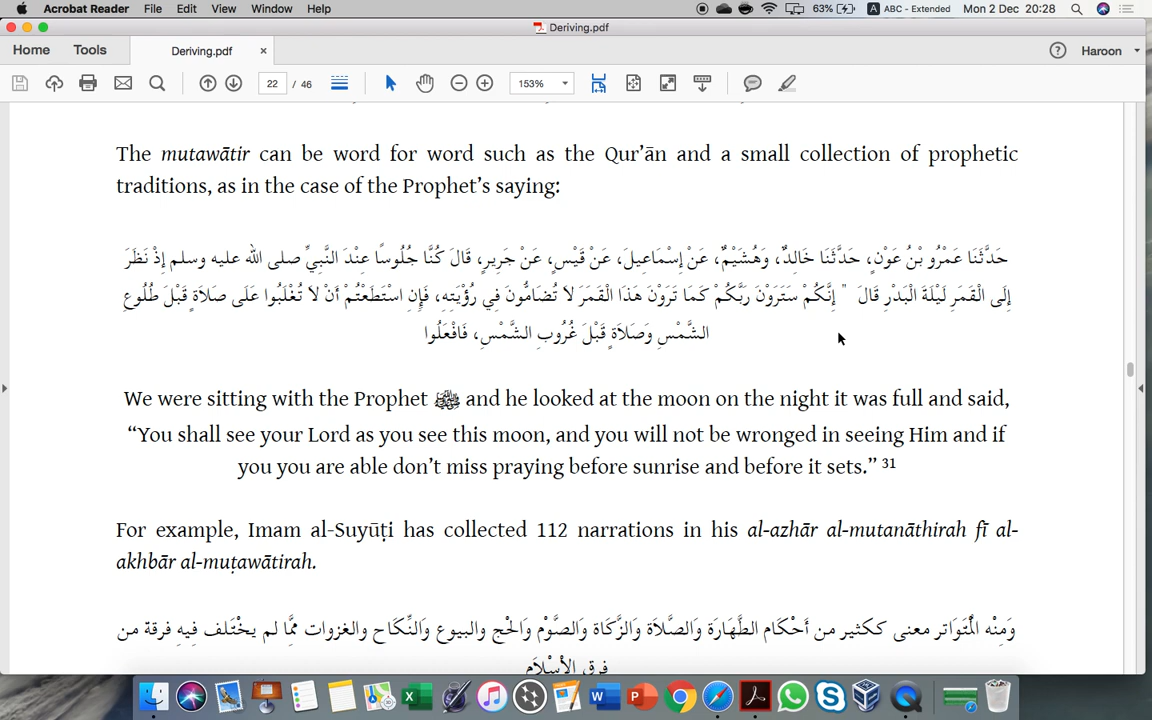 Acrobat Reader File Edit View Window Help 63% A ABC - Extended Mon 2 Dec 20:28
Deriving.pdf
Home Tools Deriving.pdf × ? Haroon
22 / 46 153%
The mutawātir can be word for word such as the Qur’ān and a small collection of prophetic
traditions, as in the case of the Prophet’s saying:
حَدَّثَنَا عَمْرُو بْنُ عَوْنٍ، حَدَّثَنَا خَالِدٌ، وَهُشَيْمٌ، عَنْ إِسْمَاعِيلَ، عَنْ قَيْسٍ، عَنْ جَرِيرٍ، قَالَ كُنَّا جُلُوسًا عِنْدَ النَّبِيِّ صلى الله عليه وسلم إِذْ نَظَرَ
إِلَى الْقَمَرِ لَيْلَةَ الْبَدْرِ قَالَ ‏"‏ إِنَّكُمْ سَتَرَوْنَ رَبَّكُمْ كَمَا تَرَوْنَ هَذَا الْقَمَرَ لاَ تُضَامُّونَ فِي رُؤْيَتِهِ، فَإِنِ اسْتَطَعْتُمْ أَنْ لاَ تُغْلَبُوا عَلَى صَلاَةٍ قَبْلَ طُلُوعِ
الشَّمْسِ وَصَلاَةٍ قَبْلَ غُرُوبِ الشَّمْسِ، فَافْعَلُوا
We were sitting with the Prophet ﷺ and he looked at the moon on the night it was full and said,
“You shall see your Lord as you see this moon, and you will not be wronged in seeing Him and if
you you are able don’t miss praying before sunrise and before it sets.” 31
For example, Imam al-Suyūṭi has collected 112 narrations in his al-azhār al-mutanāthirah fī al-
akhbār al-muṭawātirah.
وَمِنْه الْمُتَوَاتر معنى ككثير من أَحْكَام الطَّهَارَة وَالصَّلَاة وَالزَّكَاة وَالصَّوْم وَالْحج والبيوع وَالنِّكَاح والغزوات مِمَّا لم يخْتَلف فِيهِ فرقة من
فرق الْأِسْلَام